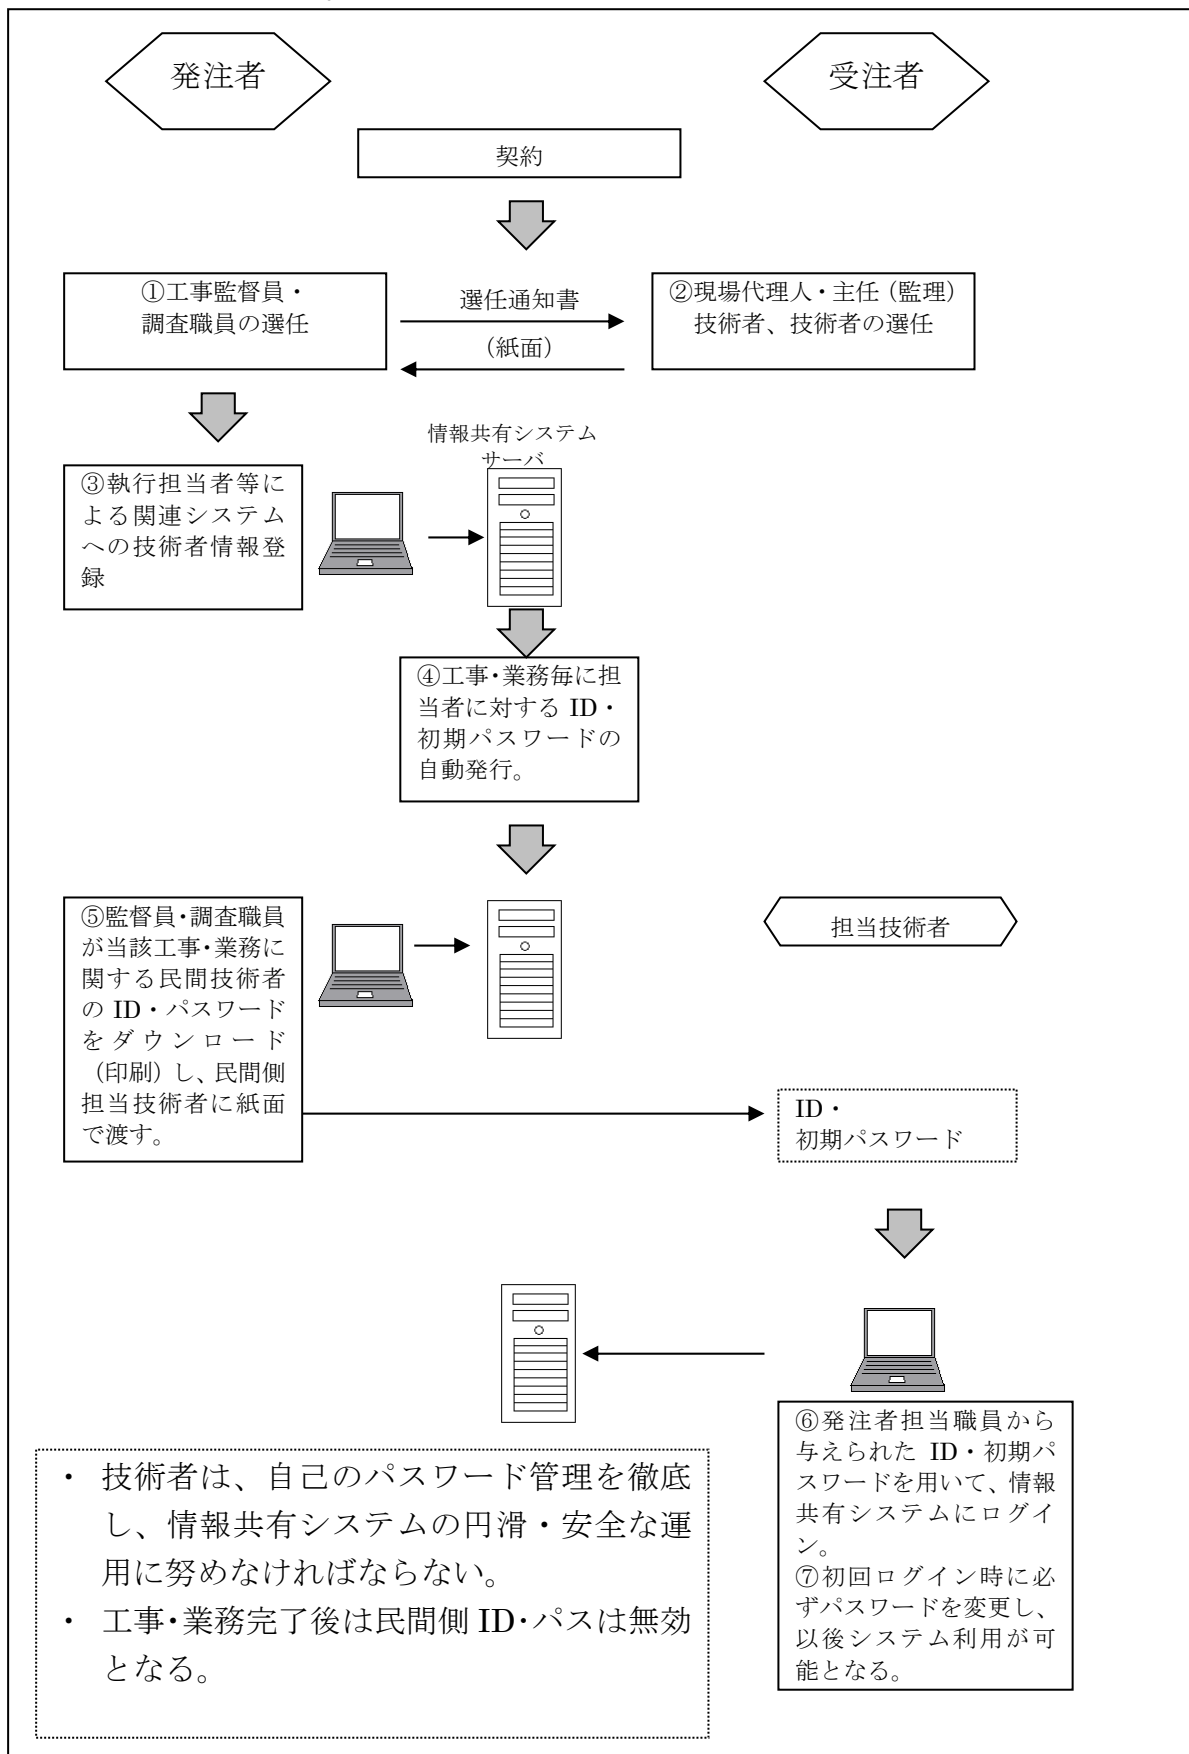 発注者
受注者
契約
①工事監督員・
調査職員の選任
選任通知書
（紙面）
②現場代理人・主任（監理）
技術者、技術者の選任
情報共有システム
サーバ
③執行担当者等に
よる関連システム
への技術者情報登
録
④工事・業務毎に担
当者に対する ID・
初期パスワードの
自動発行。
⑤監督員・調査職員
が当該工事・業務に
関する民間技術者
の ID・パスワード
をダウンロード
（印刷）し、民間側
担当技術者に紙面
で渡す。
担当技術者
ID・
初期パスワード
⑥発注者担当職員から
与えられた ID・初期パ
スワードを用いて、情報
共有システムにログイ
ン。
⑦初回ログイン時に必
ずパスワードを変更し、
以後システム利用が可
能となる。
・ 技術者は、自己のパスワード管理を徹底
し、情報共有システムの円滑・安全な運
用に努めなければならない。
・ 工事・業務完了後は民間側 ID・パスは無効
となる。